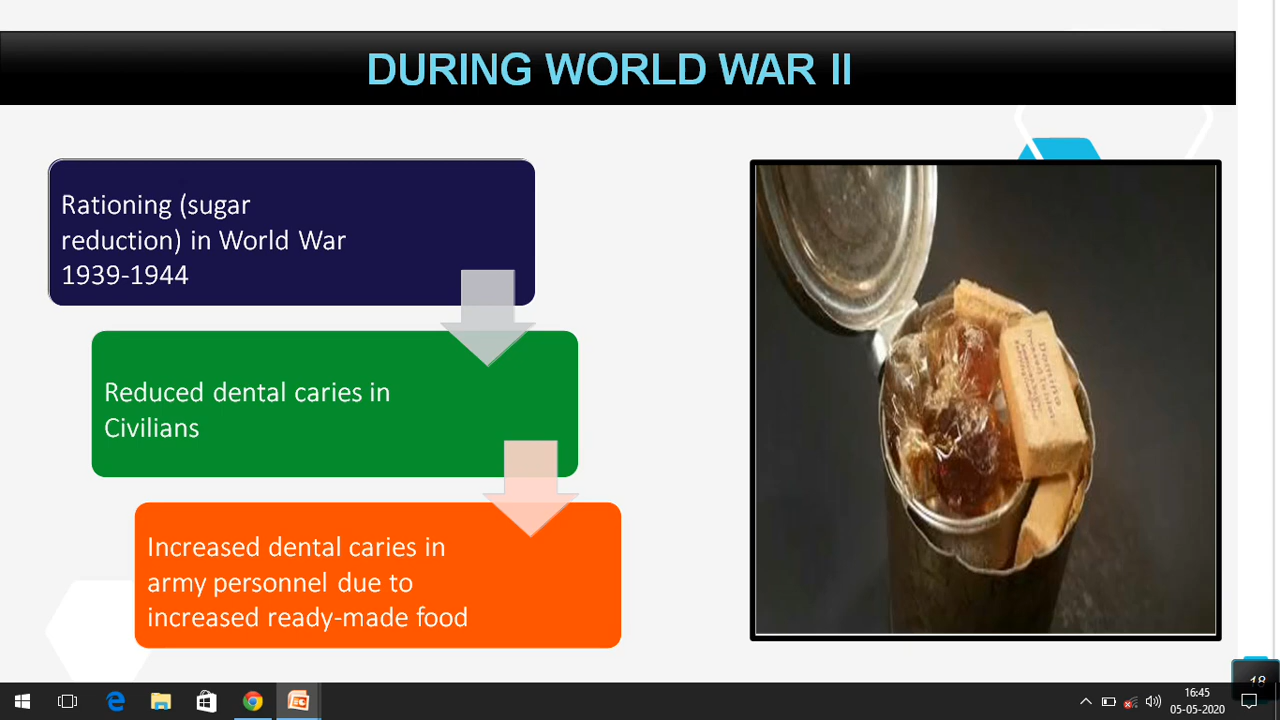 DURING WORLD WAR II
Rationing (sugar
reduction) in World War
1939-1944
Reduced dental caries in
Civilians
Increased dental caries in
army personnel due to
increased ready-made food
Domino
18
16:45
05-05-2020